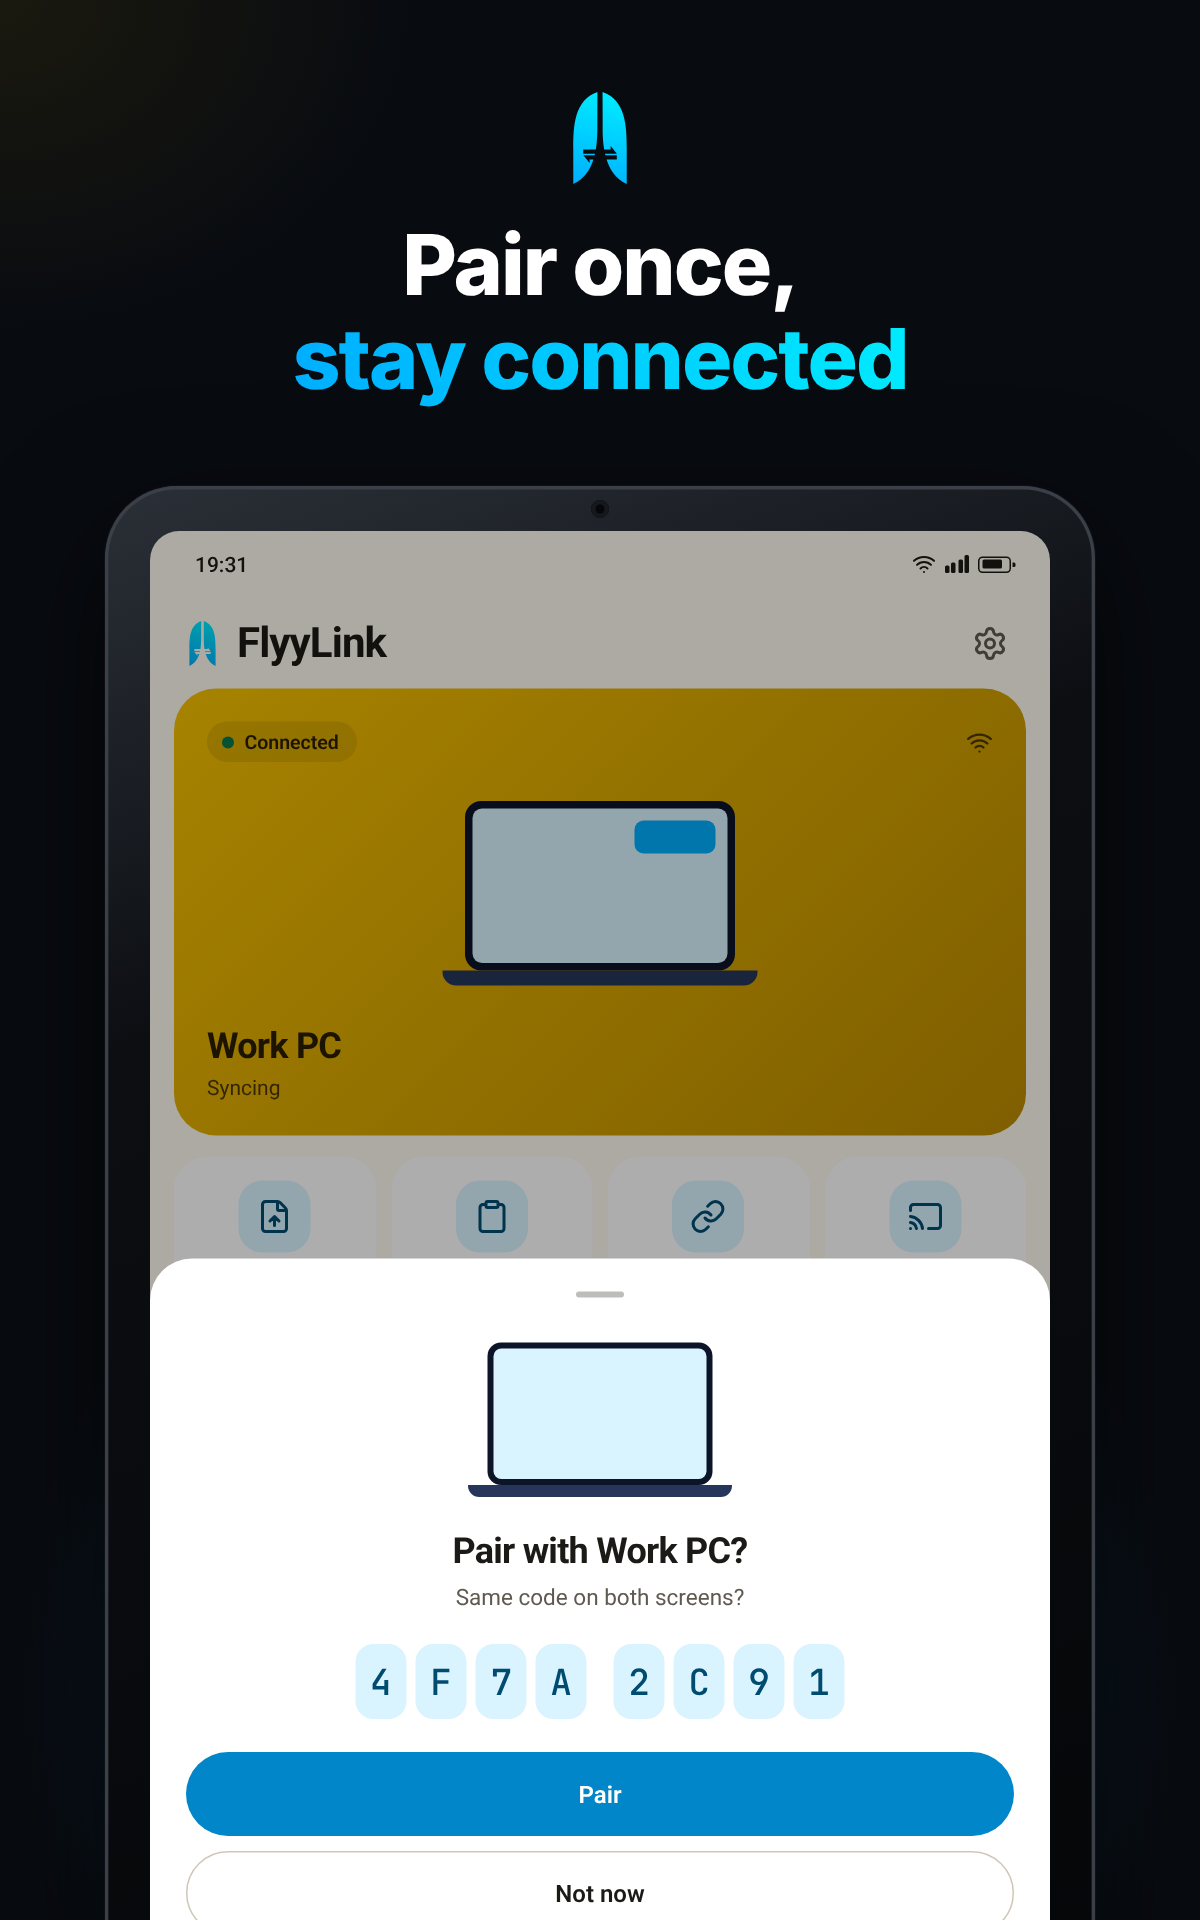 Pair once,
stay connected
19:31
FlyyLink
Connected
Work PC
Syncing
Pair with Work PC?
Same code on both screens?
4 F 7 A 2 C 9 1
Pair
Not now